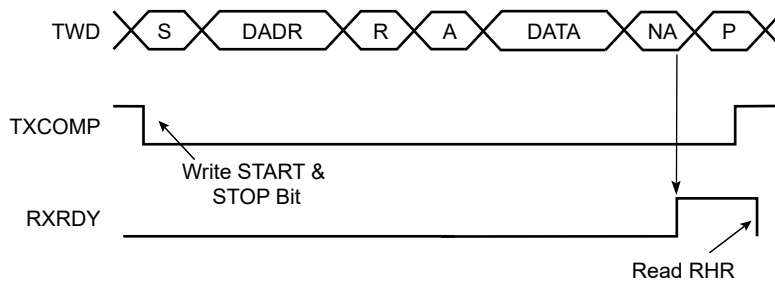 TWD S DADR R A DATA NA P
TXCOMP
Write START &
STOP Bit
RXRDY
Read RHR